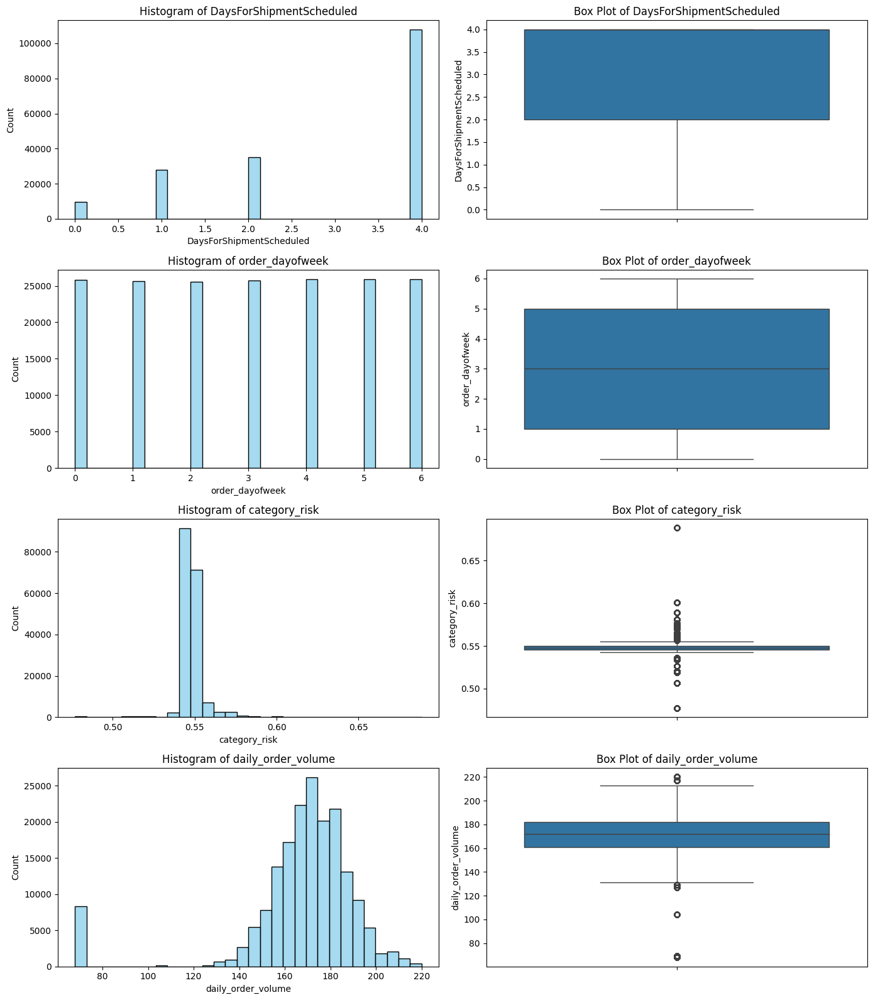 Histogram of DaysForShipmentScheduled
Count
100000
80000
60000
40000
20000
0
0.0 0.5 1.0 1.5 2.0 2.5 3.0 3.5 4.0
DaysForShipmentScheduled
Box Plot of DaysForShipmentScheduled
DaysForShipmentScheduled
4.0
3.5
3.0
2.5
2.0
1.5
1.0
0.5
0.0
Histogram of order_dayofweek
Count
25000
20000
15000
10000
5000
0
0 1 2 3 4 5 6
order_dayofweek
Box Plot of order_dayofweek
order_dayofweek
6
5
4
3
2
1
0
Histogram of category_risk
Count
80000
60000
40000
20000
0
0.50 0.55 0.60 0.65
category_risk
Box Plot of category_risk
category_risk
0.65
0.60
0.55
0.50
Histogram of daily_order_volume
Count
25000
20000
15000
10000
5000
0
80 100 120 140 160 180 200 220
daily_order_volume
Box Plot of daily_order_volume
daily_order_volume
220
200
180
160
140
120
100
80